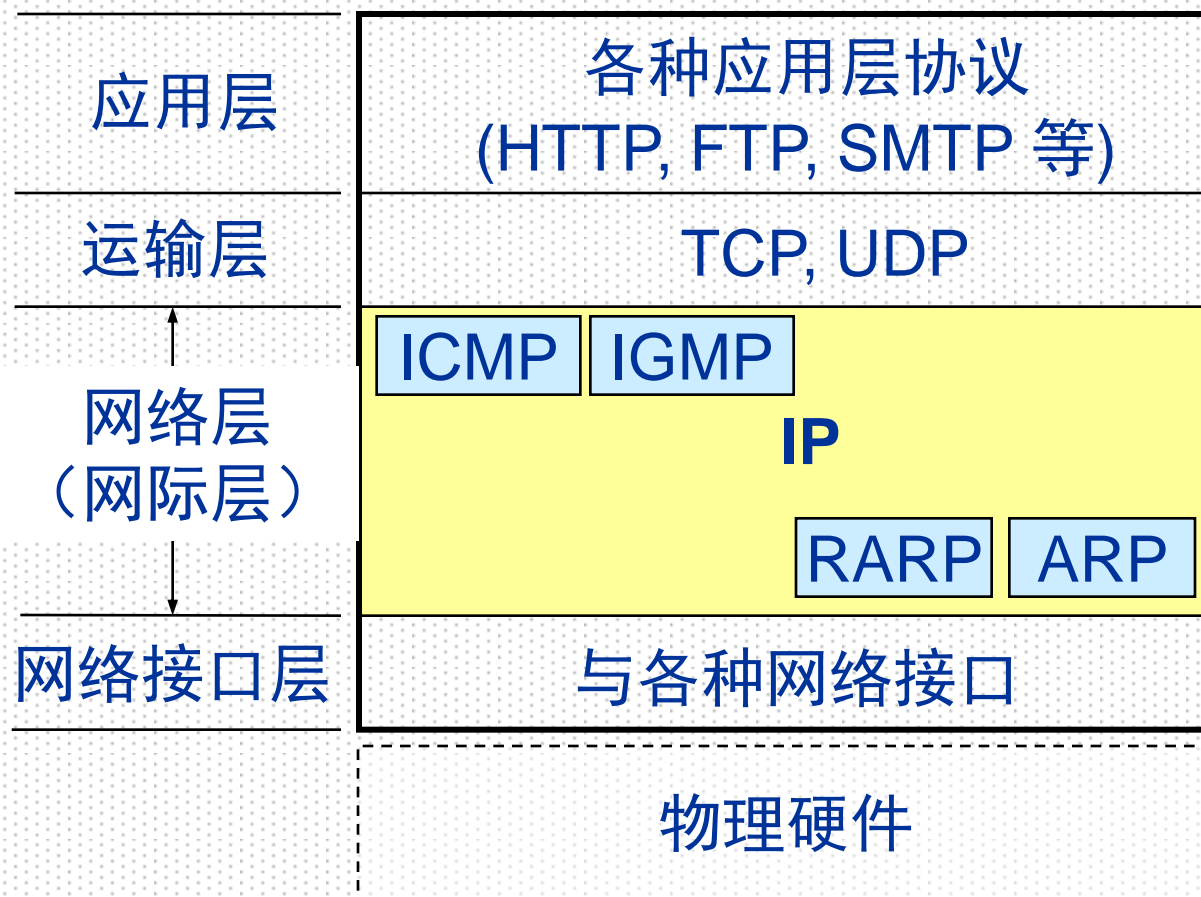 应用层
各种应用层协议
(HTTP, FTP, SMTP 等)
运输层
TCP, UDP
网络层
（网际层）
ICMP
IGMP
IP
RARP
ARP
网络接口层
与各种网络接口
物理硬件